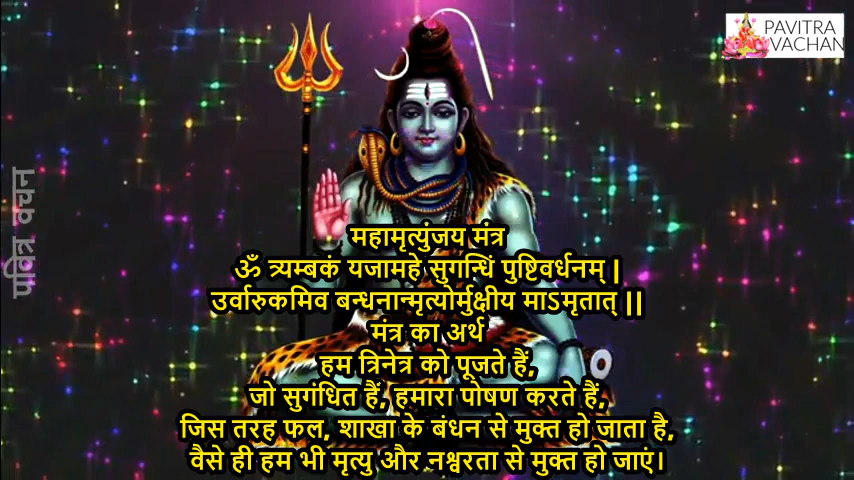 PAVITRA
VACHAN
पवित्र वचन
महामृत्युंजय मंत्र
ॐ त्र्यम्बकं यजामहे सुगन्धिं पुष्टिवर्धनम् |
उर्वारुकमिव बन्धनान्मृत्योर्मुक्षीय माऽमृतात् ||
मंत्र का अर्थ
हम त्रिनेत्र को पूजते हैं,
जो सुगंधित हैं, हमारा पोषण करते हैं,
जिस तरह फल, शाखा के बंधन से मुक्त हो जाता है,
वैसे ही हम भी मृत्यु और नश्वरता से मुक्त हो जाएं।